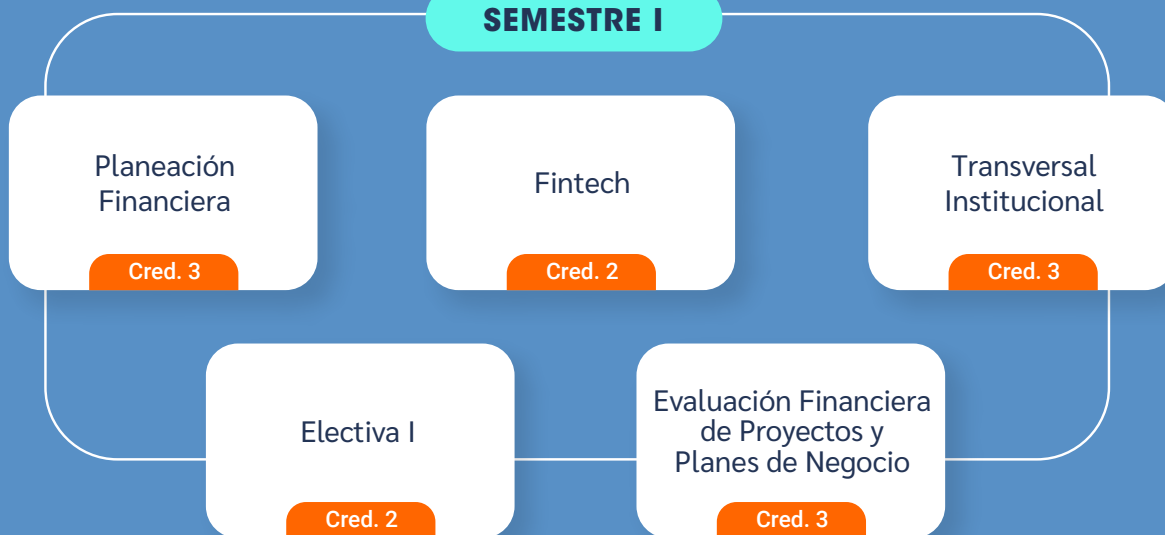 SEMESTRE I
Planeación
Financiera
Cred. 3
Fintech
Cred. 2
Transversal
Institucional
Cred. 3
Electiva I
Cred. 2
Evaluación Financiera
de Proyectos y
Planes de Negocio
Cred. 3